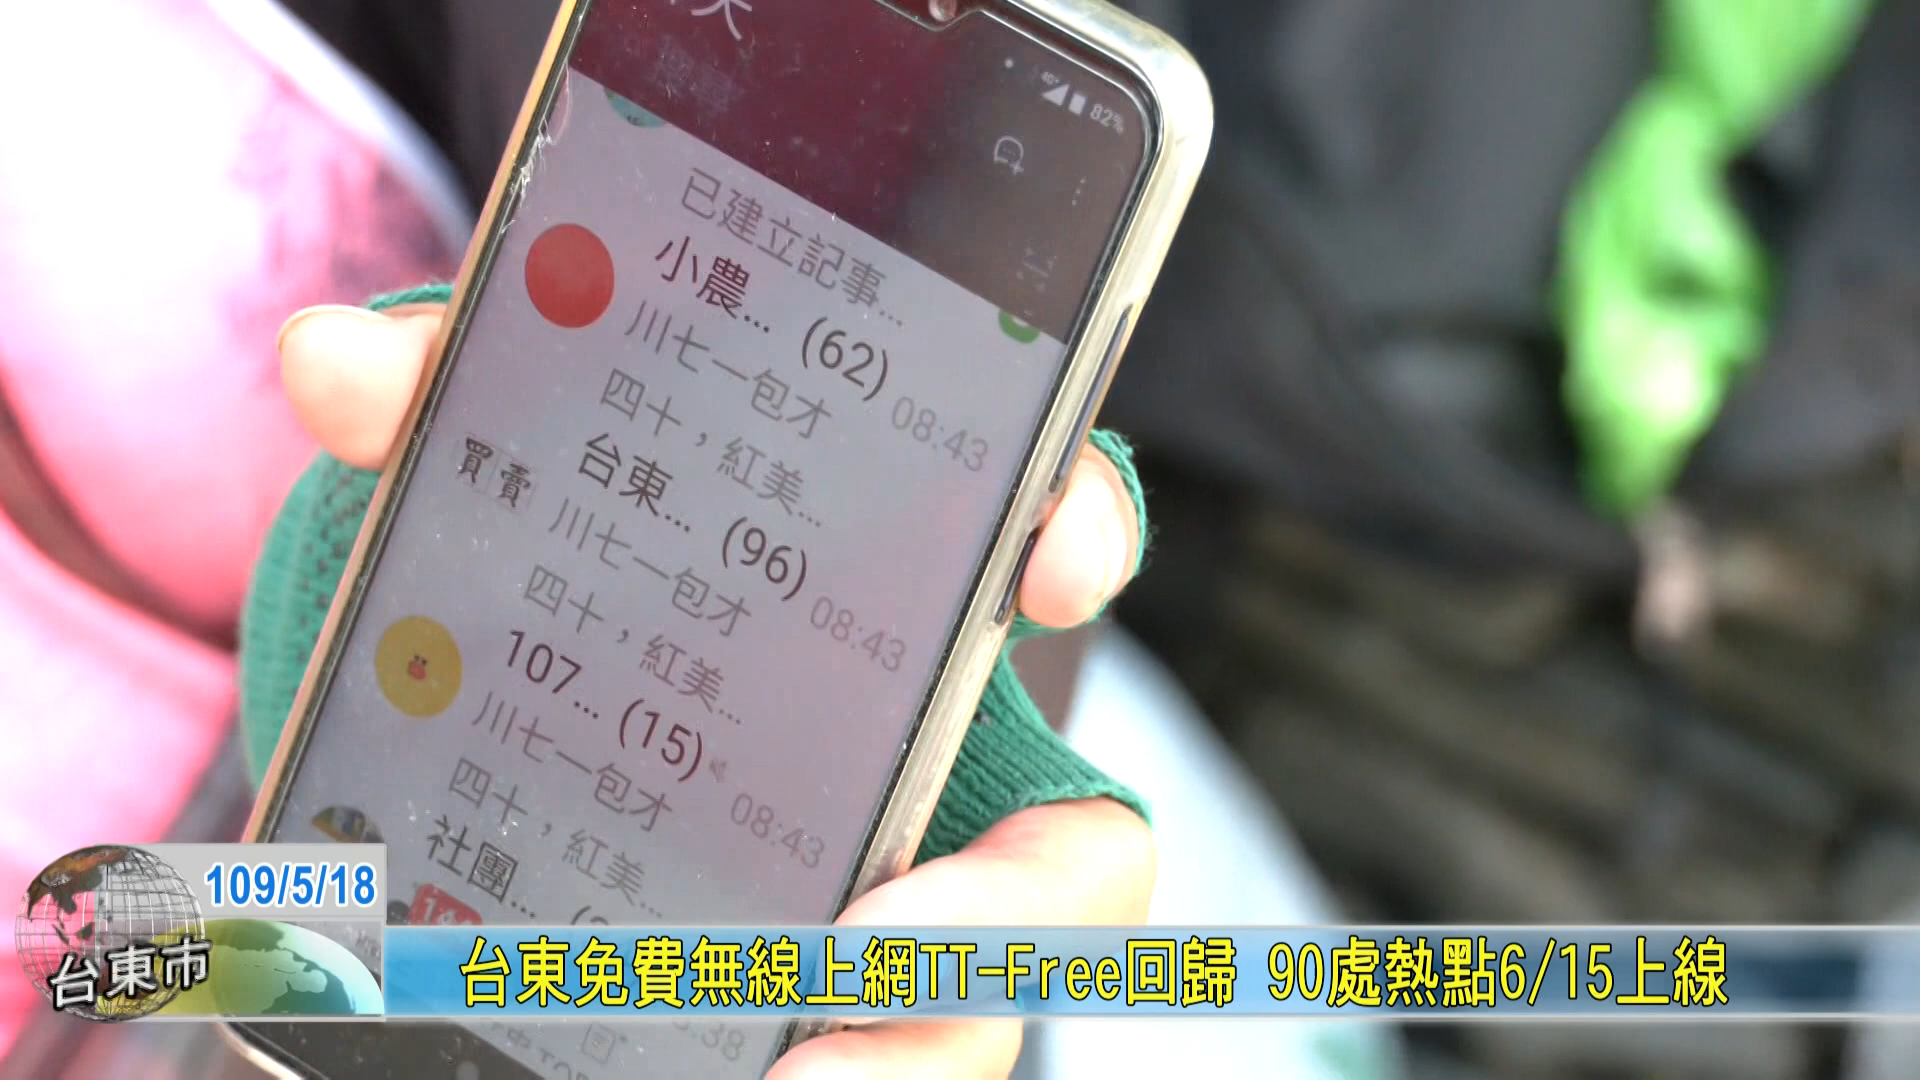 天
4G+ 82%
已建立記事...
小農... (62)
川七一包才 08:43
四十，紅美...
買賣
台東... (96)
川七一包才 08:43
四十，紅美...
107... (15)
川七一包才 08:43
四十，紅美...
社團...
109/5/18
台東市
台東免費無線上網TT-Free回歸 90處熱點6/15上線